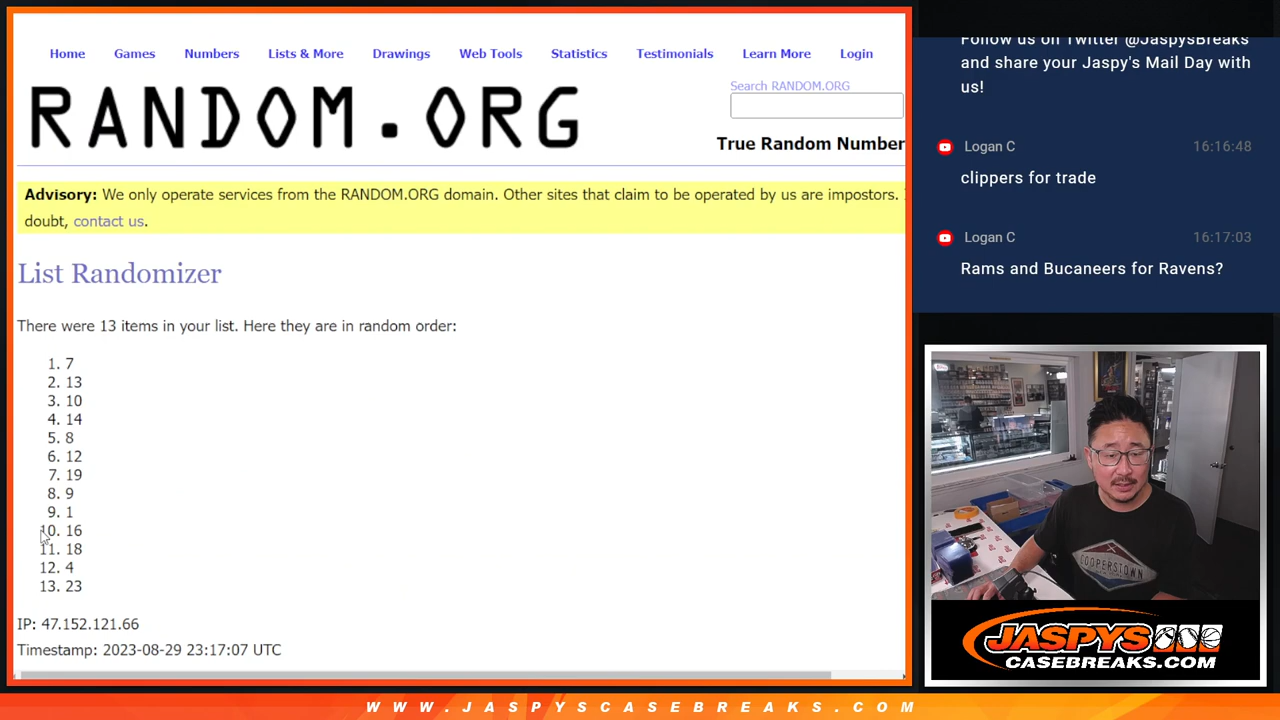 Home Games Numbers Lists & More Drawings Web Tools Statistics Testimonials Learn More Login
Search RANDOM.ORG
RANDOM.ORG
True Random Number
Advisory: We only operate services from the RANDOM.ORG domain. Other sites that claim to be operated by us are impostors.
doubt, contact us.
List Randomizer
There were 13 items in your list. Here they are in random order:
1. 7
2. 13
3. 10
4. 14
5. 8
6. 12
7. 19
8. 9
9. 1
10. 16
11. 18
12. 4
13. 23
IP: 47.152.121.66
Timestamp: 2023-08-29 23:17:07 UTC
Follow us on Twitter @JaspysBreaks
and share your Jaspy's Mail Day with
us!
Logan C 16:16:48
clippers for trade
Logan C 16:17:03
Rams and Bucaneers for Ravens?
COOPERSTOWN
JASPYS
CASEBREAKS.COM
WWW.JASPYSCASEBREAKS.COM